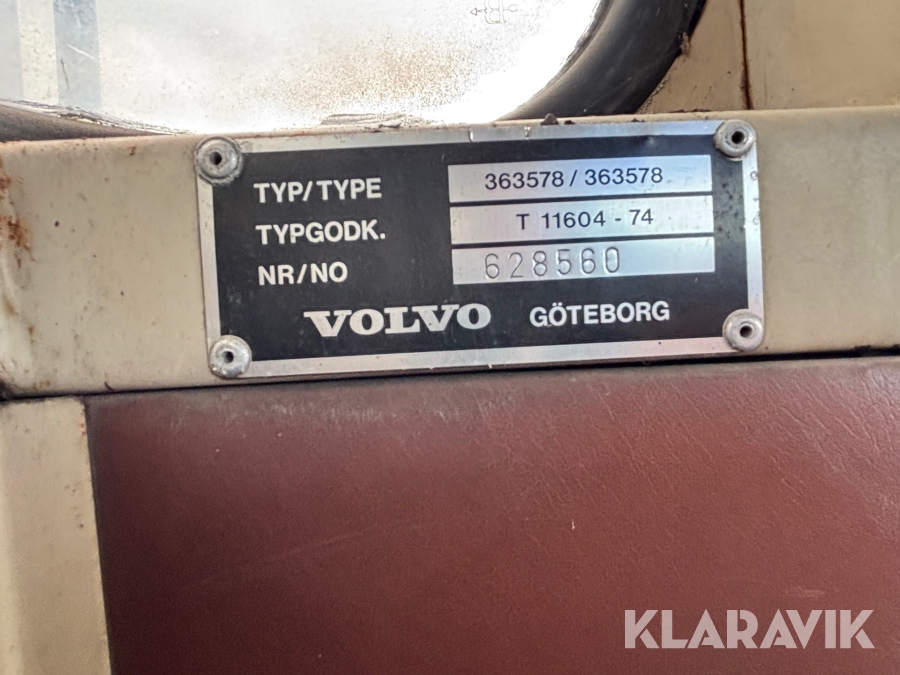 TYP/TYPE 363578 / 363578
TYPGODK. T 11604 - 74
NR/NO 628560
VOLVO GÖTEBORG
KLARAVIK